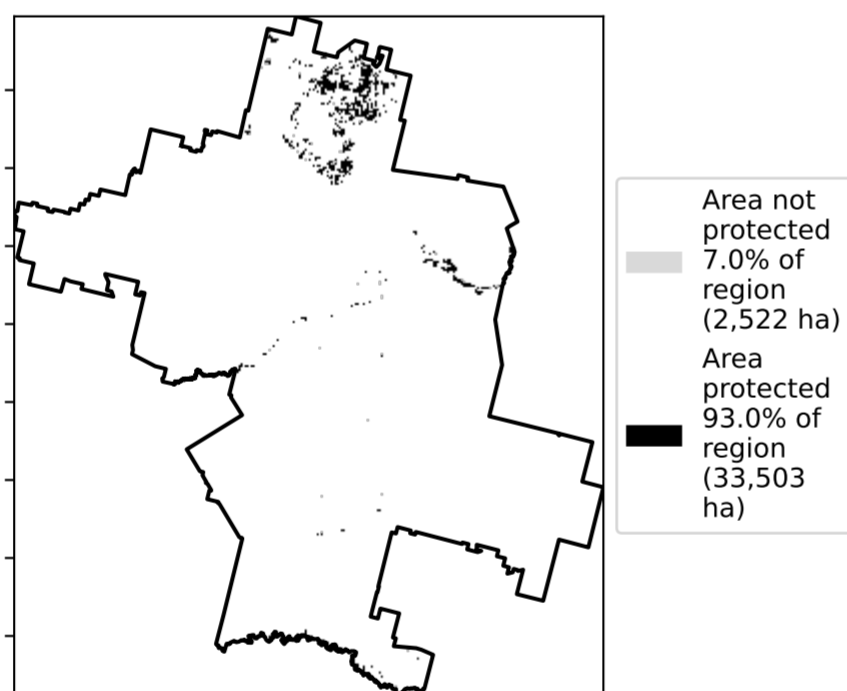 Area not
protected
7.0% of
region
(2,522 ha)
Area
protected
93.0% of
region
(33,503
ha)